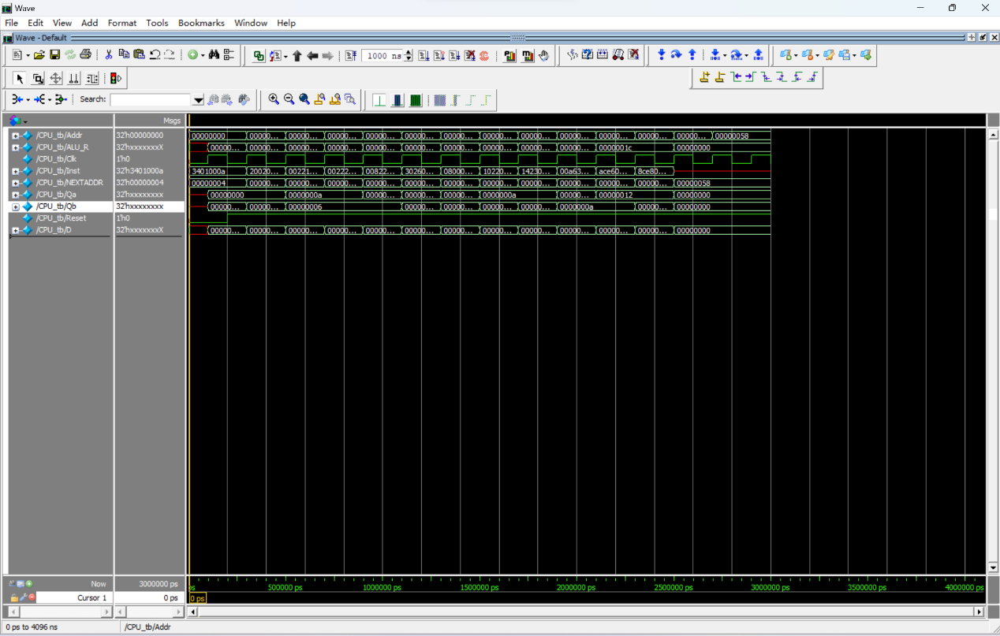 Wave
File Edit View Add Format Tools Bookmarks Window Help
Wave - Default
1000 ns
Search:
Msgs
/CPU_tb/Addr 32'h00000000 00000000 00000... 00000... 00000... 00000... 00000... 00000... 00000... 00000... 00000... 00000... 00000... 00000... 00000058
/CPU_tb/ALU_R 32'hxxxxxxxX 00000... 00000... 00000... 00000... 00000... 00000... 00000... 00000... 00000... 00000... 0000001c 00000000
/CPU_tb/Clk 1'h0
/CPU_tb/Inst 32'h3401000a 3401000a 20020... 00221... 00222... 00822... 30260... 08000... 10220... 14230... 00a63... ace60... 8ce80...
/CPU_tb/NEXTADDR 32'h00000004 00000004 00000... 00000... 00000... 00000... 00000... 00000... 00000... 00000... 00000... 00000... 00000... 00000058
/CPU_tb/Qa 32'hxxxxxxxx 00000000 0000000a 00000... 00000... 00000... 0000000a 00000... 00000012 00000000
/CPU_tb/Qb 32'hxxxxxxxx 00000... 00000... 00000006 00000... 00000... 00000... 00000... 0000000a 00000... 00000000
/CPU_tb/Reset 1'h0
/CPU_tb/D 32'hxxxxxxxX 00000... 00000... 00000... 00000... 00000... 00000... 00000... 00000... 00000... 00000... 00000... 00000... 00000000
Now 3000000 ps 500000 ps 1000000 ps 1500000 ps 2000000 ps 2500000 ps 3000000 ps 3500000 ps 4000000 ps
Cursor 1 0 ps 0 ps
0 ps to 4096 ns /CPU_tb/Addr